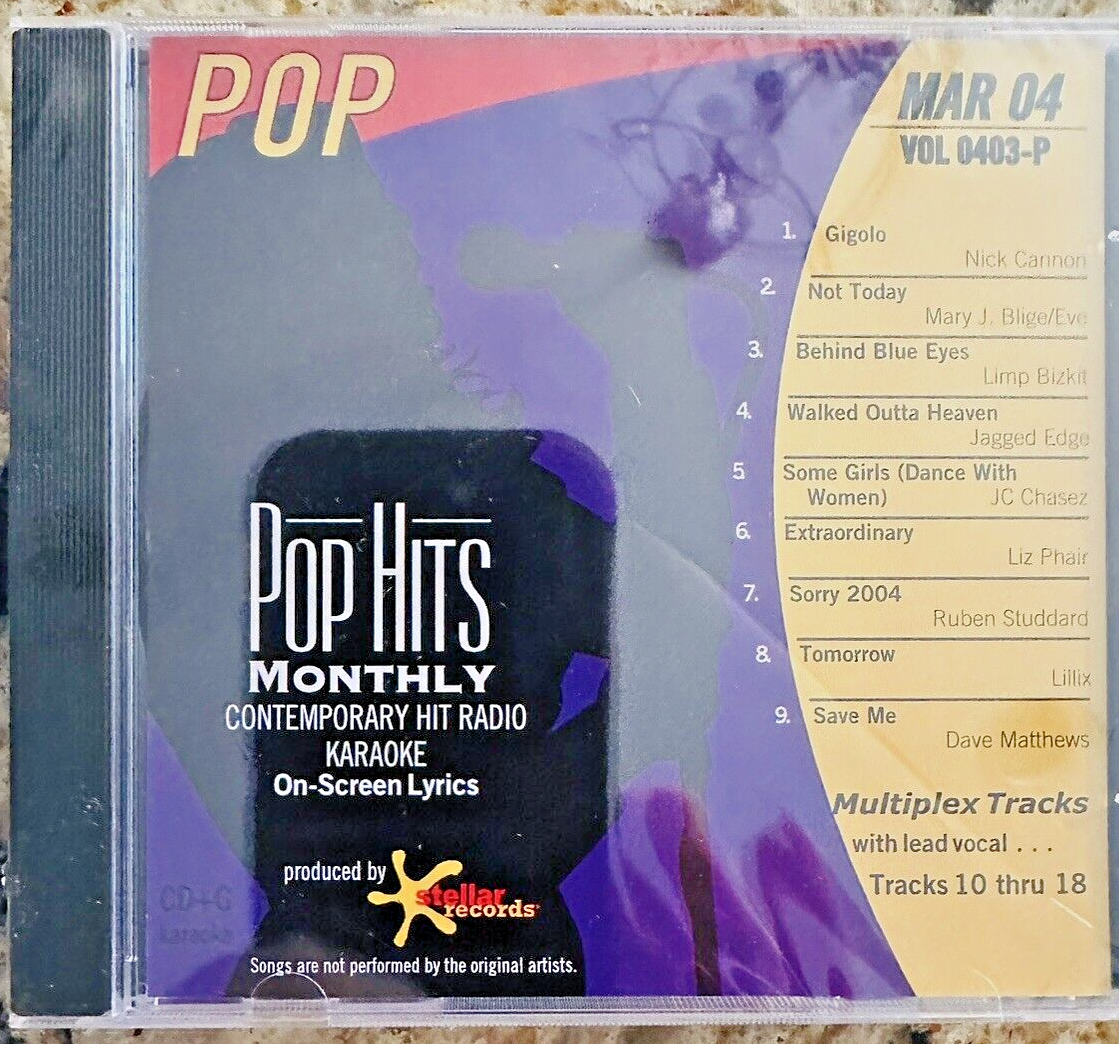 POP
MAR 04
VOL 0403-P
1. Gigolo
Nick Cannon
2. Not Today
Mary J. Blige/Eve
3. Behind Blue Eyes
Limp Bizkit
4. Walked Outta Heaven
Jagged Edge
5. Some Girls (Dance With
Women) JC Chasez
6. Extraordinary
Liz Phair
7. Sorry 2004
Ruben Studdard
8. Tomorrow
Lillix
9. Save Me
Dave Matthews
Multiplex Tracks
with lead vocal . . .
Tracks 10 thru 18
POP HITS
MONTHLY
CONTEMPORARY HIT RADIO
KARAOKE
On-Screen Lyrics
produced by
stellar
records
CD+G
karaoke
Songs are not performed by the original artists.